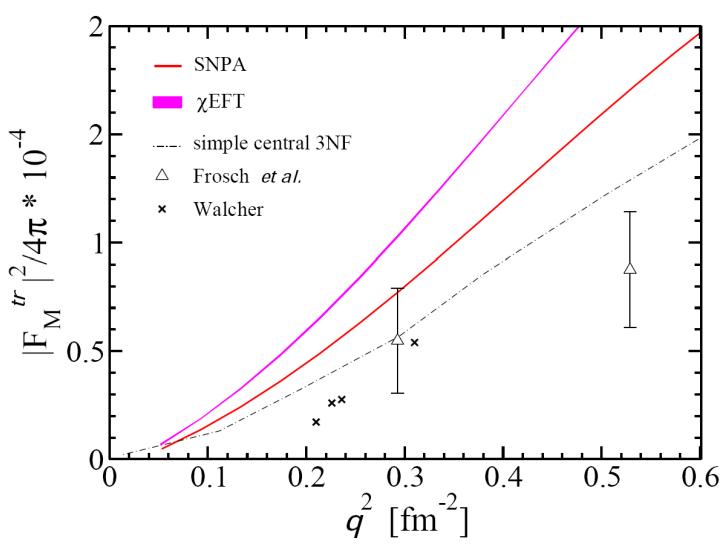 2
2
1
0.5
0
|F_M^tr|^2/4π * 10^-4
SNPA
χEFT
simple central 3NF
Frosch et al.
Walcher
0 0.1 0.2 0.3 0.4 0.5 0.6
q^2 [fm^-2]